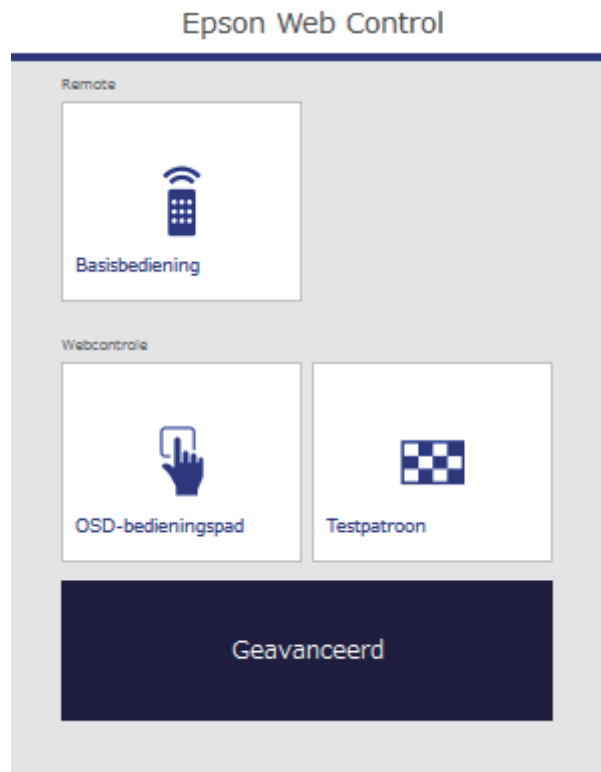 Epson Web Control
Remote
Basisbediening
Webcontrole
OSD-bedieningspad
Testpatroon
Geavanceerd